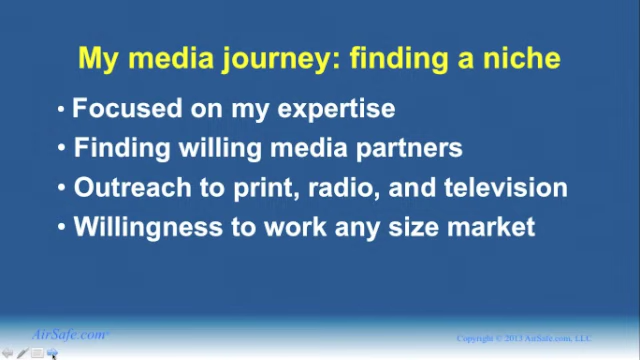 My media journey: finding a niche
• Focused on my expertise
• Finding willing media partners
• Outreach to print, radio, and television
• Willingness to work any size market
AirSafe.com®
Copyright © 2013 AirSafe.com, LLC